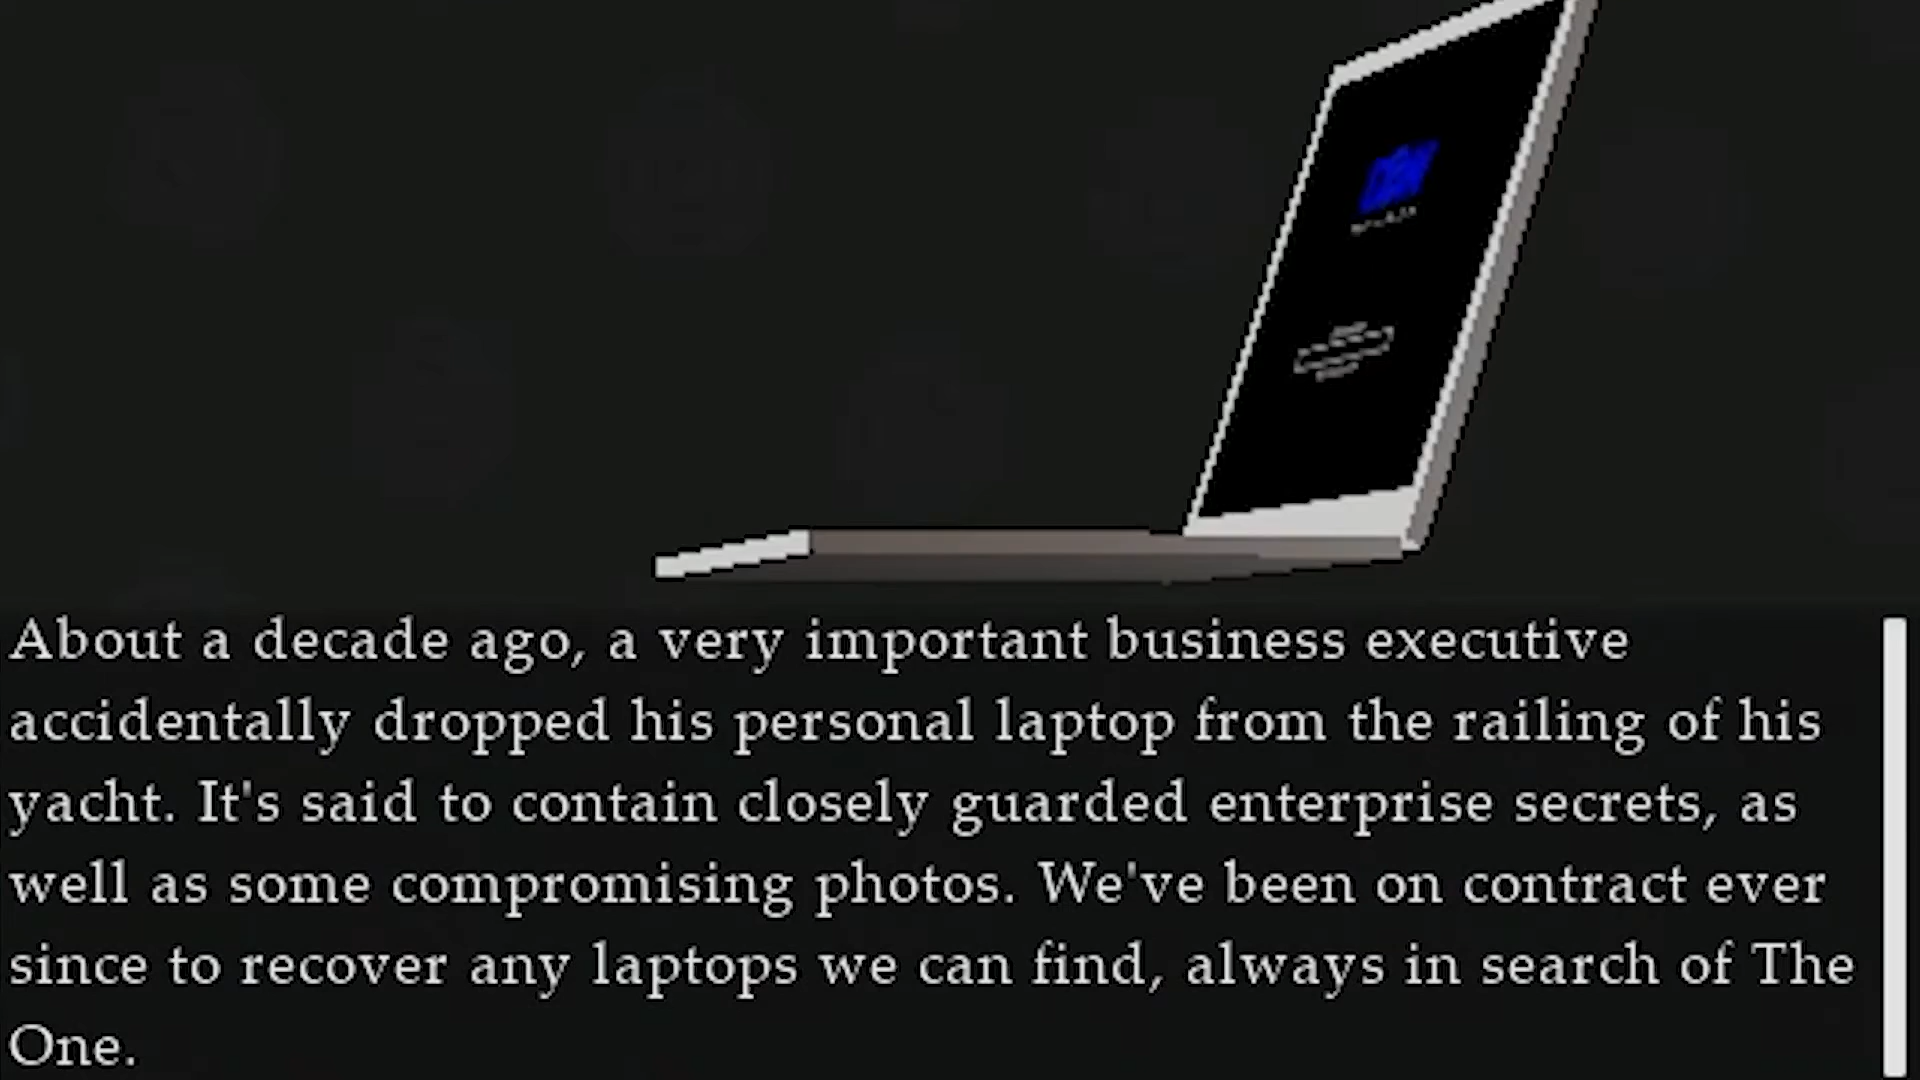 About a decade ago, a very important business executive
accidentally dropped his personal laptop from the railing of his
yacht. It's said to contain closely guarded enterprise secrets, as
well as some compromising photos. We've been on contract ever
since to recover any laptops we can find, always in search of The
One.